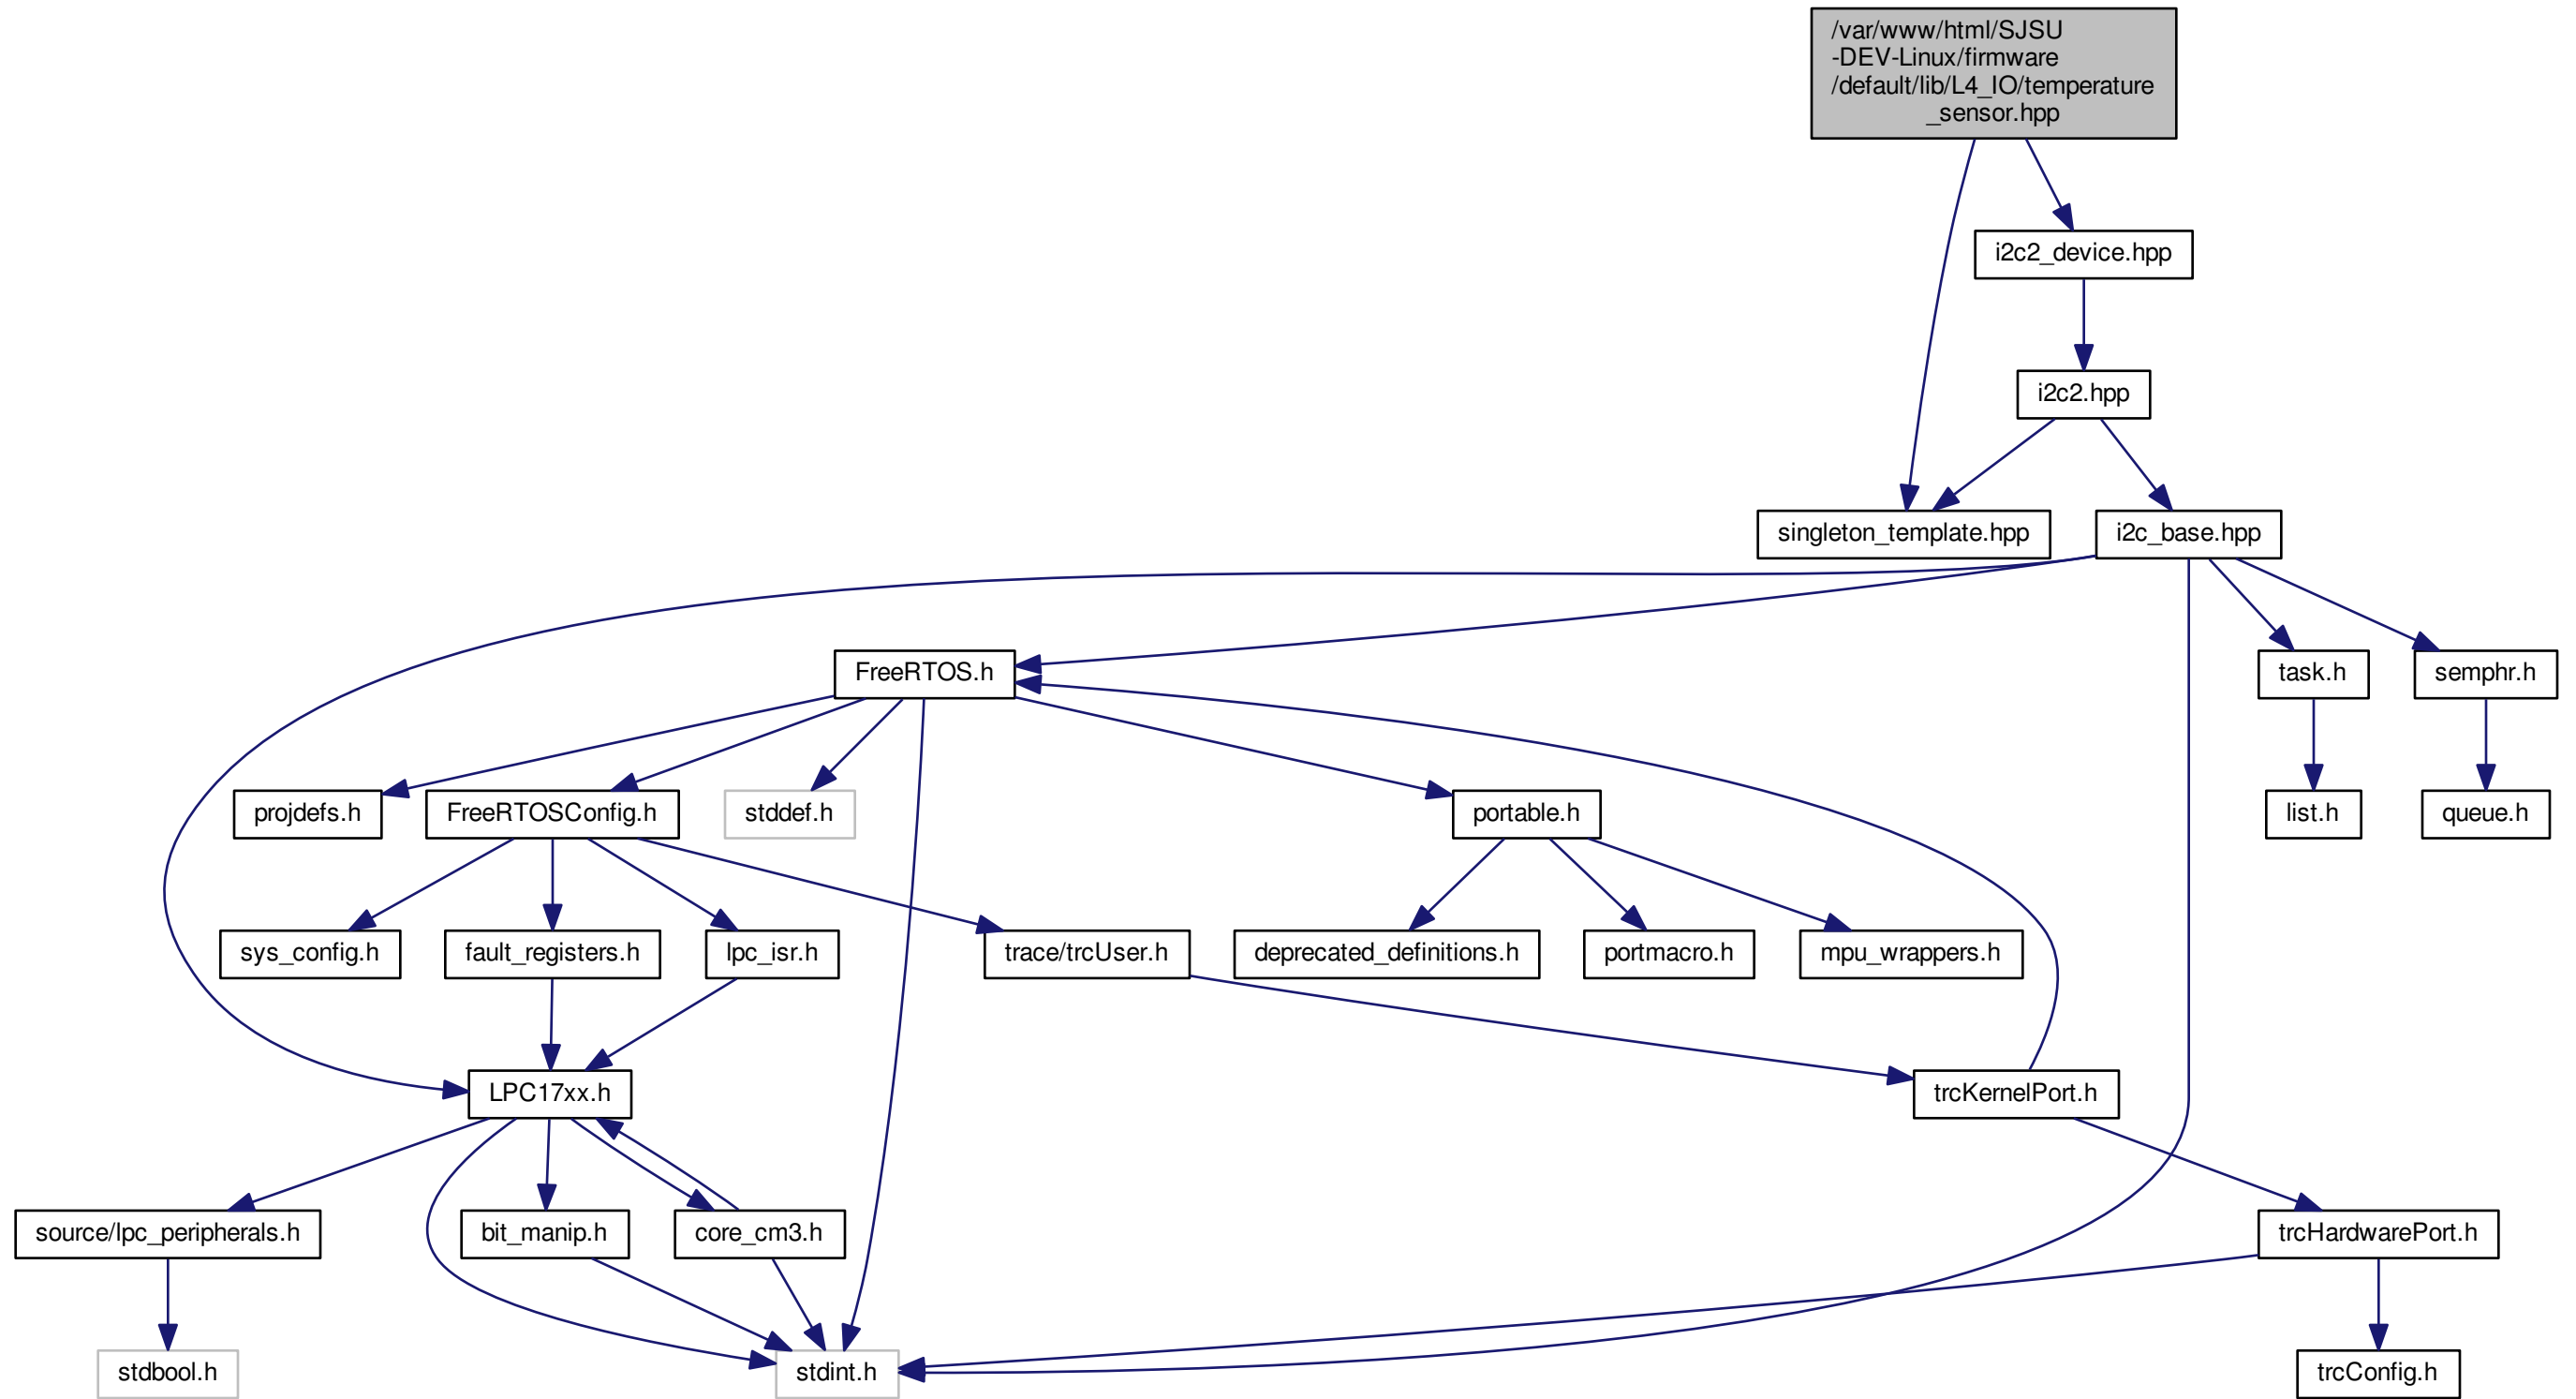 /var/www/html/SJSU
-DEV-Linux/firmware
/default/lib/L4_IO/temperature
_sensor.hpp
i2c2_device.hpp
i2c2.hpp
singleton_template.hpp
i2c_base.hpp
FreeRTOS.h
task.h
semphr.h
projdefs.h
FreeRTOSConfig.h
stddef.h
portable.h
list.h
queue.h
sys_config.h
fault_registers.h
lpc_isr.h
trace/trcUser.h
deprecated_definitions.h
portmacro.h
mpu_wrappers.h
LPC17xx.h
trcKernelPort.h
source/lpc_peripherals.h
bit_manip.h
core_cm3.h
trcHardwarePort.h
stdbool.h
stdint.h
trcConfig.h